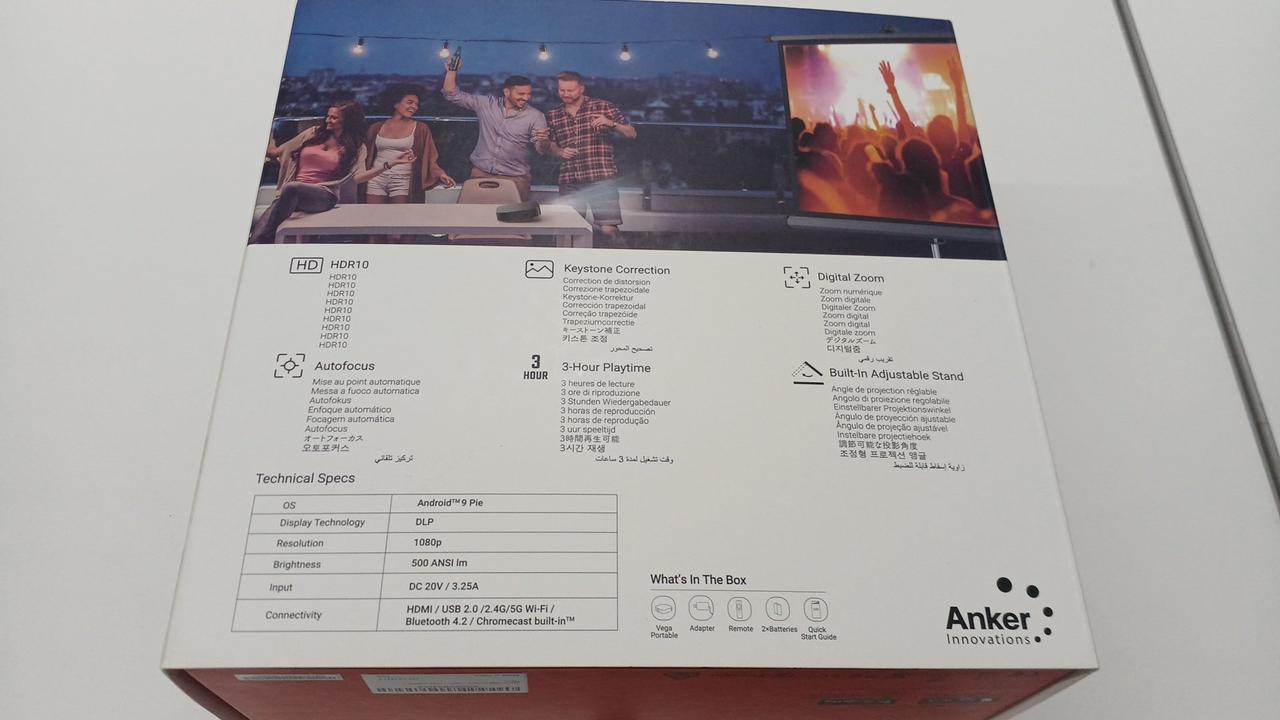 HD HDR10
HDR10
HDR10
HDR10
HDR10
HDR10
HDR10
HDR10
HDR10
HDR10
Keystone Correction
Correction de distorsion
Correzione trapezoidale
Keystone-Korrektur
Corrección trapezoidal
Correção trapezóide
Trapeziumcorrectie
キーストーン補正
키스톤 조정
تصحيح المحور
Digital Zoom
Zoom numérique
Zoom digitale
Digitaler Zoom
Zoom digital
Zoom digital
Digitale zoom
デジタルズーム
디지털줌
تقريب رقمي
Autofocus
Mise au point automatique
Messa a fuoco automatica
Autofokus
Enfoque automático
Focagem automática
Autofocus
オートフォーカス
오토포커스
تركيز تلقائي
3 HOUR
3-Hour Playtime
3 heures de lecture
3 ore di riproduzione
3 Stunden Wiedergabedauer
3 horas de reproducción
3 horas de reprodução
3 uur speeltijd
3時間再生可能
3시간 재생
وقت تشغيل لمدة 3 ساعات
Built-In Adjustable Stand
Angle de projection réglable
Angolo di proiezione regolabile
Einstellbarer Projektionswinkel
Ángulo de proyección ajustable
Ângulo de projeção ajustável
Instelbare projectiehoek
調節可能な投影角度
조정형 프로젝션 앵글
زاوية إسقاط قابلة للضبط
Technical Specs
OS Android™ 9 Pie
Display Technology DLP
Resolution 1080p
Brightness 500 ANSI lm
Input DC 20V / 3.25A
Connectivity HDMI / USB 2.0 /2.4G/5G Wi-Fi /
Bluetooth 4.2 / Chromecast built-in™
What's In The Box
Vega Portable
Adapter
Remote
2×Batteries
Quick Start Guide
Anker
Innovations